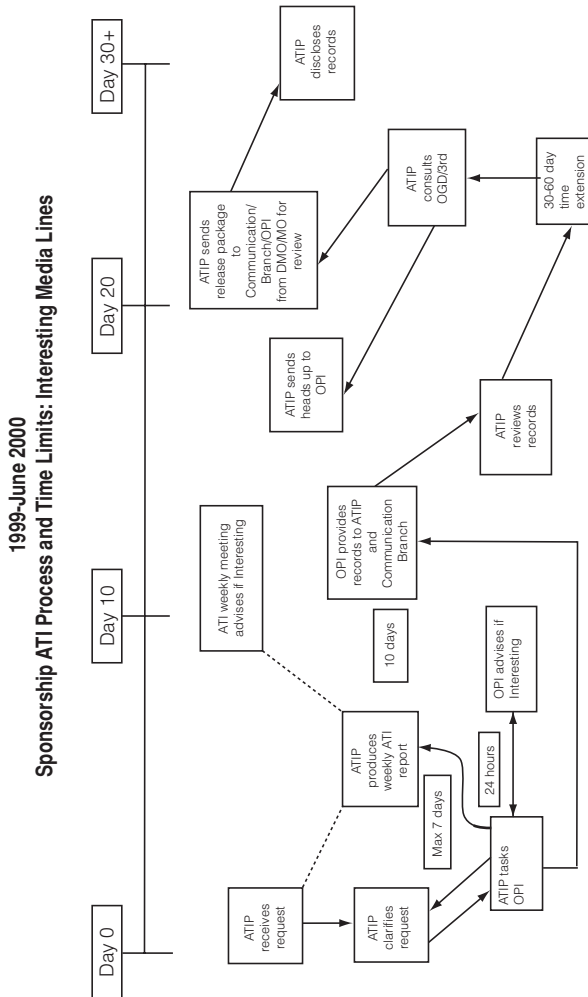 1999-June 2000
Sponsorship ATI Process and Time Limits: Interesting Media Lines
Day 0
Day 10
Day 20
Day 30+
ATIP
receives
request
ATIP
clarifies
request
ATIP tasks
OPI
Max 7 days
24 hours
OPI advises if
Interesting
ATIP
produces
weekly ATI
report
ATI weekly meeting
advises if Interesting
10 days
OPI provides
records to ATIP
and
Communication
Branch
ATIP
reviews
records
ATIP sends
heads up to
OPI
ATIP sends
release package
to
Communication/
Branch/OPI
from DMO/MO for
review
ATIP
consults
OGD/3rd
30-60 day
time
extension
ATIP
discloses
records